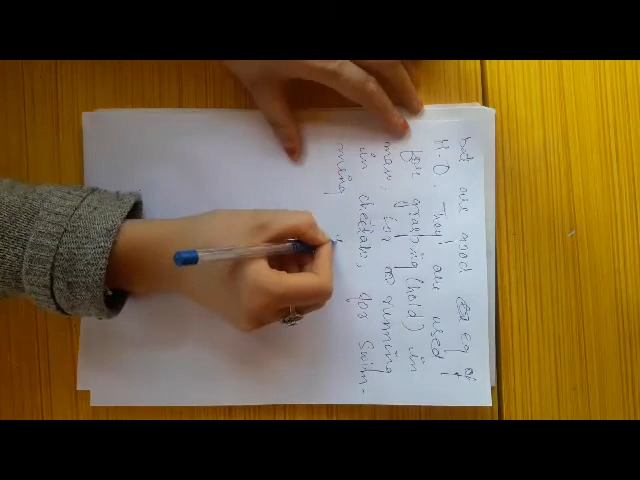 but are good eg of
H.O. They are used
for grasping (hold) in
man, for running
in cheetah, for swim-
ming